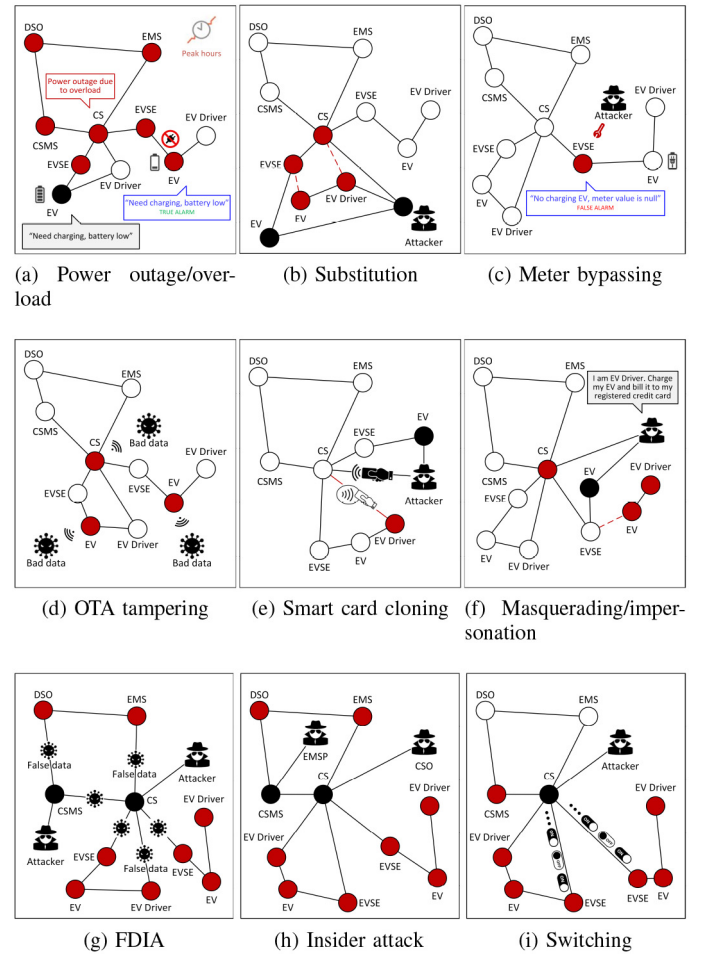 DSO
EMS
Peak hours
Power outage due
to overload
CSMS
CS
EVSE
EV Driver
EVSE
EV Driver
EV
EV
"Need charging, battery low"
TRUE ALARM
"Need charging, battery low"
(a) Power outage/over-
load
DSO
EMS
CSMS
CS
EV Driver
EVSE
EVSE
EV
EV Driver
EV
EV
Attacker
(b) Substitution
DSO
EMS
Attacker
EV Driver
CSMS
CS
EVSE
EVSE
EV
EV
"No charging EV, meter value is null"
FALSE ALARM
EV Driver
(c) Meter bypassing
DSO
EMS
CSMS
CS
Bad data
EV Driver
EVSE
EVSE
EV
EV
EV Driver
Bad data
Bad data
(d) OTA tampering
DSO
EMS
EV
EVSE
CS
CSMS
Attacker
EV Driver
EVSE
EV
(e) Smart card cloning
DSO
EMS
I am EV Driver. Charge
my EV and bill it to my
registered credit card
CS
CSMS
EV
EV Driver
EVSE
EV
EVSE
EV
EV Driver
(f) Masquerading/imper-
sonation
DSO
EMS
False data
False data
Attacker
CSMS
CS
Attacker
EV Driver
EVSE
False data
EVSE
EV
EV Driver
EV
(g) FDIA
DSO
EMS
EMSP
CSO
CSMS
CS
EV Driver
EV Driver
EVSE
EV
EVSE
EV
(h) Insider attack
DSO
EMS
CS
Attacker
CSMS
EV Driver
EV Driver
EV
EVSE
EVSE
EV
(i) Switching